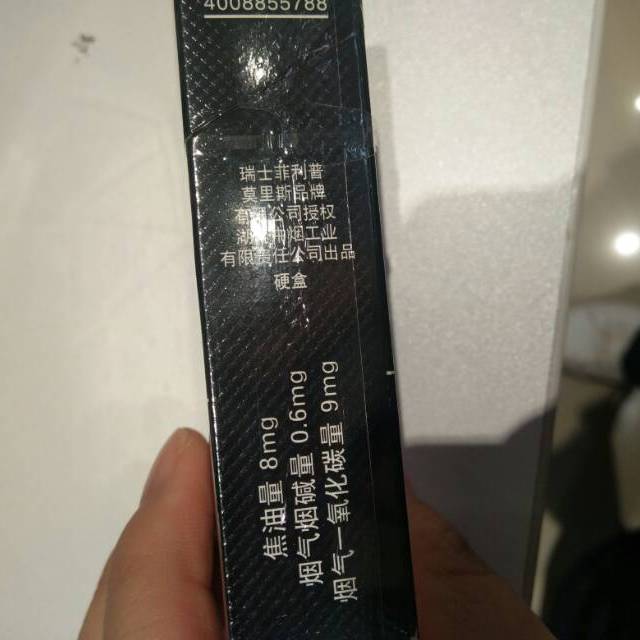 4008855788
瑞士菲利普
莫里斯品牌
有限公司授权
湖 中烟工业
有限责任公司出品
硬盒
焦油量 8mg
烟气烟碱量 0.6mg
烟气一氧化碳量 9mg